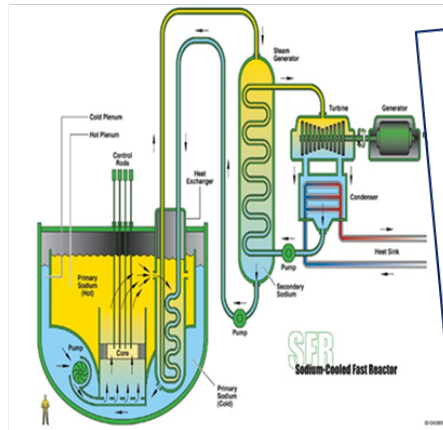 Steam
Generator
Turbine
Generator
Cold Plenum
Hot Plenum
Control
Rods
Heat
Exchanger
Condenser
Heat Sink
Pump
Primary
Sodium
(Hot)
Secondary
Sodium
Pump
Pump
Core
SFR
Sodium-Cooled Fast Reactor
Primary
Sodium
(Cold)